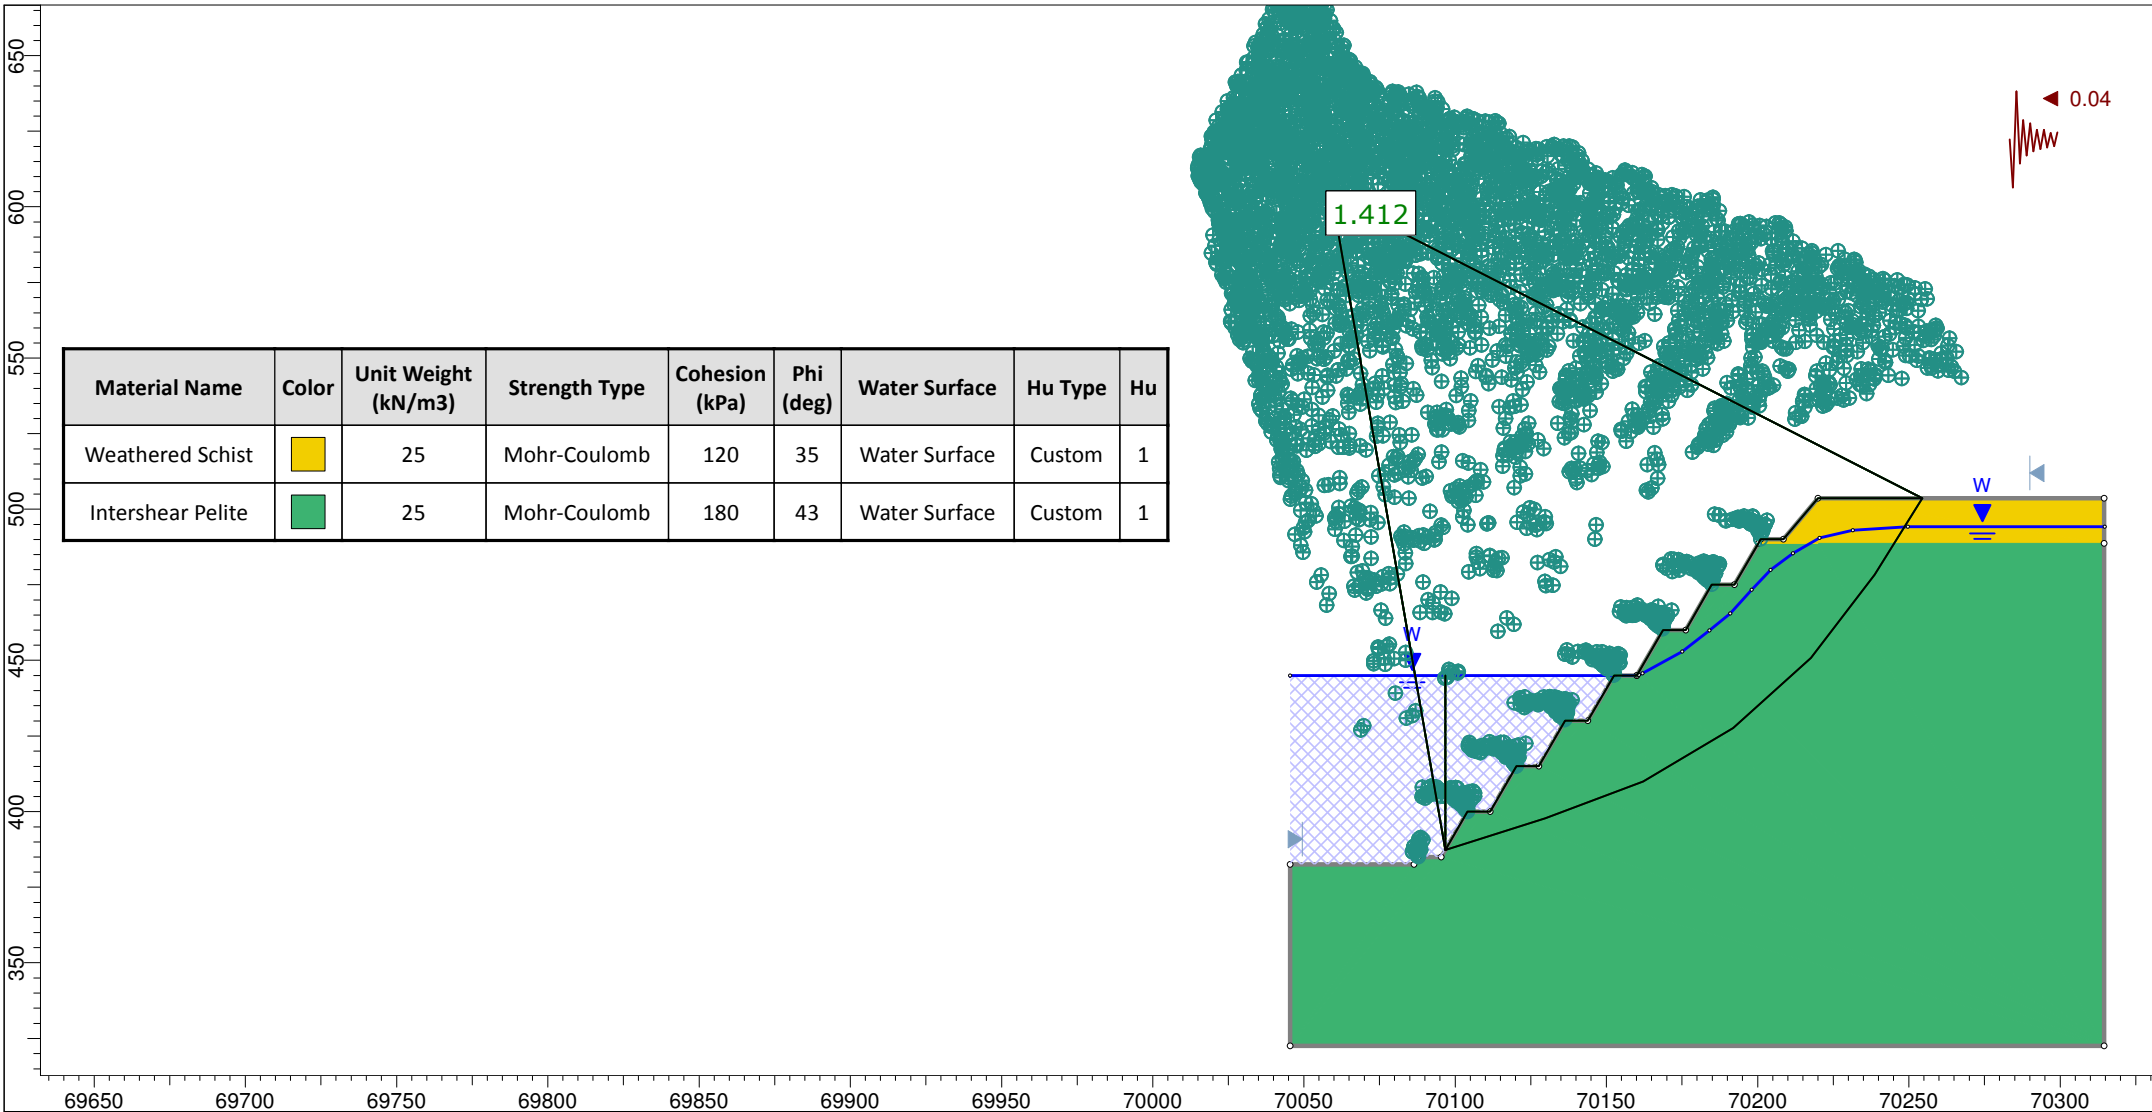 650
600
550
500
450
400
350
0.04
1.412
Material Name Color Unit Weight (kN/m3) Strength Type Cohesion (kPa) Phi (deg) Water Surface Hu Type Hu
Weathered Schist 25 Mohr-Coulomb 120 35 Water Surface Custom 1
Intershear Pelite 25 Mohr-Coulomb 180 43 Water Surface Custom 1
W
W
69650 69700 69750 69800 69850 69900 69950 70000 70050 70100 70150 70200 70250 70300